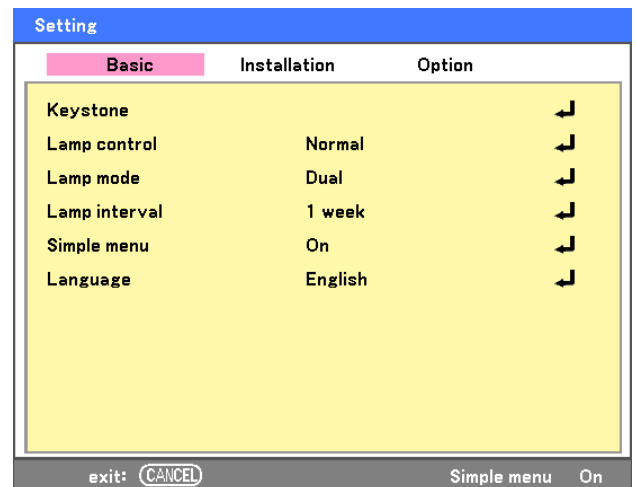 Setting
Basic Installation Option
Keystone
Lamp control Normal
Lamp mode Dual
Lamp interval 1 week
Simple menu On
Language English
exit: CANCEL Simple menu On